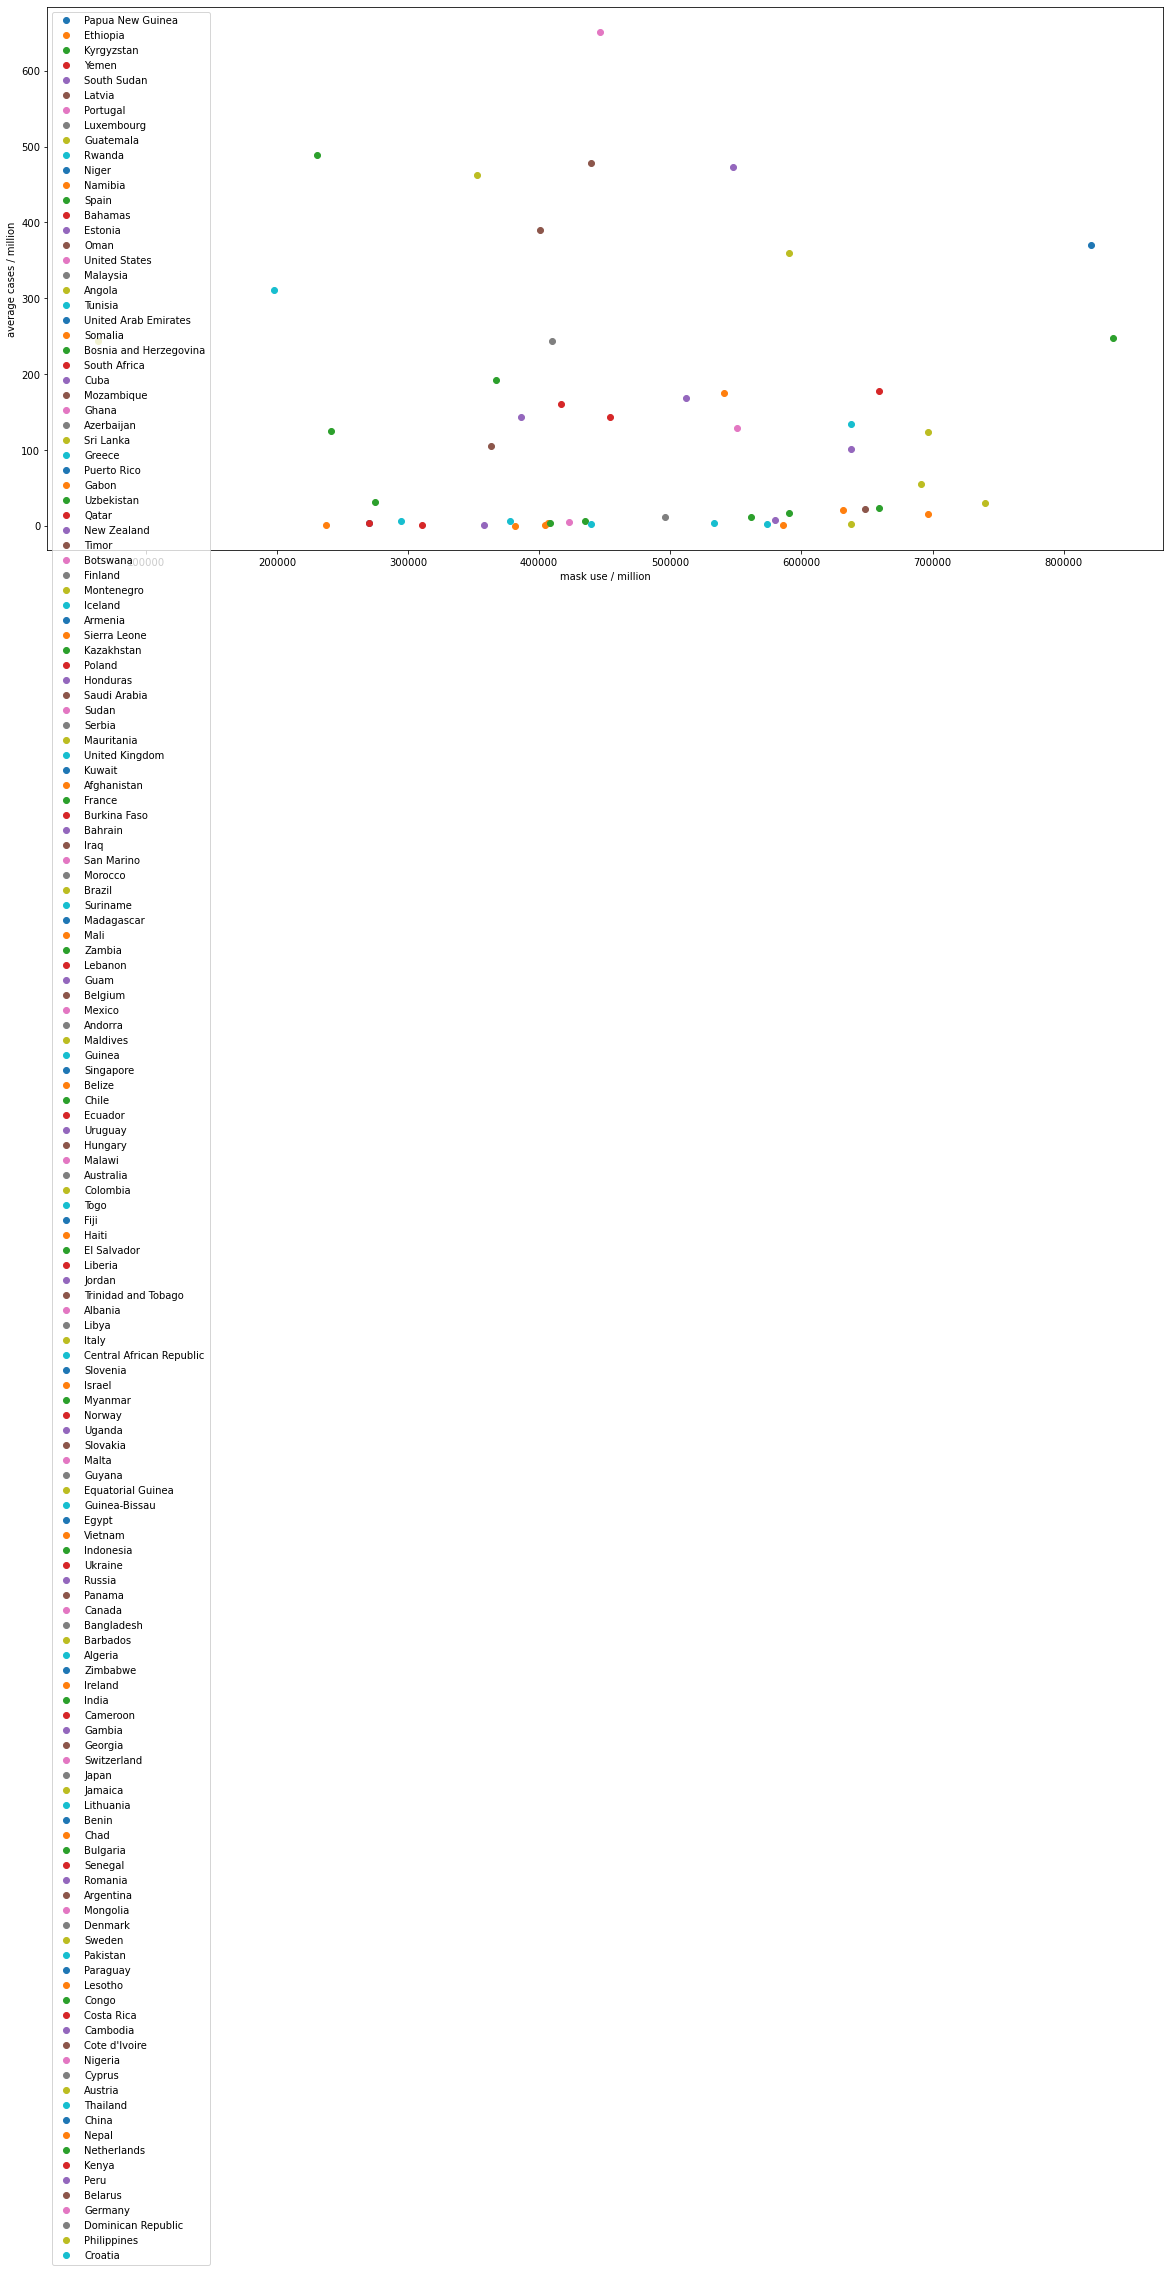 Papua New Guinea
Ethiopia
Kyrgyzstan
Yemen
South Sudan
Latvia
Portugal
Luxembourg
Guatemala
Rwanda
Niger
Namibia
Spain
Bahamas
Estonia
Oman
United States
Malaysia
Angola
Tunisia
United Arab Emirates
Somalia
Bosnia and Herzegovina
South Africa
Cuba
Mozambique
Ghana
Azerbaijan
Sri Lanka
Greece
Puerto Rico
Gabon
Uzbekistan
Qatar
New Zealand
Timor
Botswana
Finland
Montenegro
Iceland
Armenia
Sierra Leone
Kazakhstan
Poland
Honduras
Saudi Arabia
Sudan
Serbia
Mauritania
United Kingdom
Kuwait
Afghanistan
France
Burkina Faso
Bahrain
Iraq
San Marino
Morocco
Brazil
Suriname
Madagascar
Mali
Zambia
Lebanon
Guam
Belgium
Mexico
Andorra
Maldives
Guinea
Singapore
Belize
Chile
Ecuador
Uruguay
Hungary
Malawi
Australia
Colombia
Togo
Fiji
Haiti
El Salvador
Liberia
Jordan
Trinidad and Tobago
Albania
Libya
Italy
Central African Republic
Slovenia
Israel
Myanmar
Norway
Uganda
Slovakia
Malta
Guyana
Equatorial Guinea
Guinea-Bissau
Egypt
Vietnam
Indonesia
Ukraine
Russia
Panama
Canada
Bangladesh
Barbados
Algeria
Zimbabwe
Ireland
India
Cameroon
Gambia
Georgia
Switzerland
Japan
Jamaica
Lithuania
Benin
Chad
Bulgaria
Senegal
Romania
Argentina
Mongolia
Denmark
Sweden
Pakistan
Paraguay
Lesotho
Congo
Costa Rica
Cambodia
Cote d'Ivoire
Nigeria
Cyprus
Austria
Thailand
China
Nepal
Netherlands
Kenya
Peru
Belarus
Germany
Dominican Republic
Philippines
Croatia
600
500
400
300
200
100
0
average cases / million
100000 200000 300000 400000 500000 600000 700000 800000
mask use / million